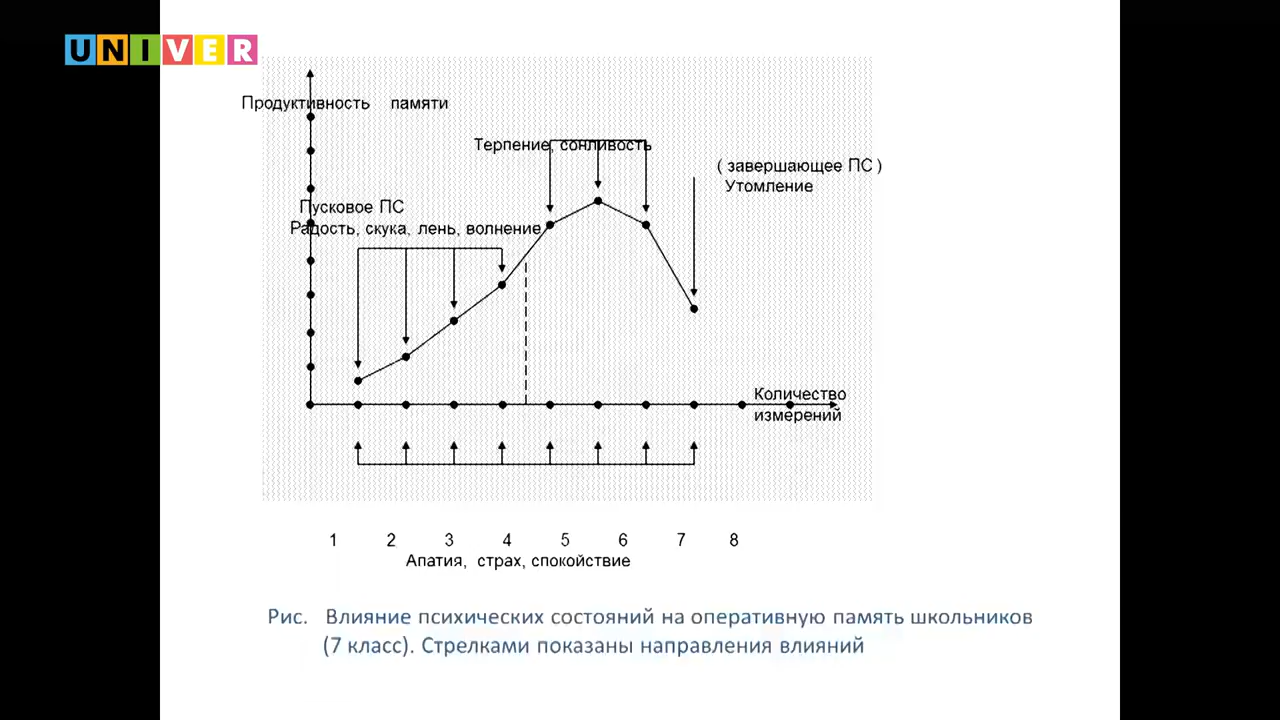 UNIVER
Продуктивность памяти
Терпение, сонливость
( завершающее ПС )
Утомление
Пусковое ПС
Радость, скука, лень, волнение
Количество
измерений
1 2 3 4 5 6 7 8
Апатия, страх, спокойствие
Рис. Влияние психических состояний на оперативную память школьников
(7 класс). Стрелками показаны направления влияний